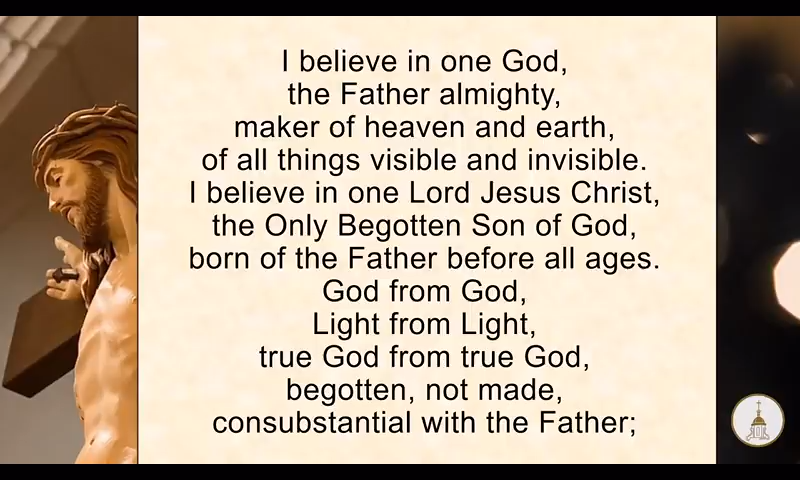 I believe in one God,
the Father almighty,
maker of heaven and earth,
of all things visible and invisible.
I believe in one Lord Jesus Christ,
the Only Begotten Son of God,
born of the Father before all ages.
God from God,
Light from Light,
true God from true God,
begotten, not made,
consubstantial with the Father;